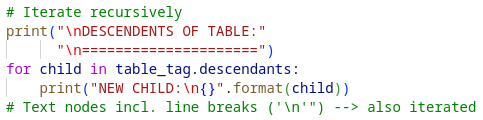 # Iterate recursively
print("\nDESCENDENTS OF TABLE:"
"\n=====================")
for child in table_tag.descendants:
print("NEW CHILD:\n{}".format(child))
# Text nodes incl. line breaks ('\n'") --> also iterated